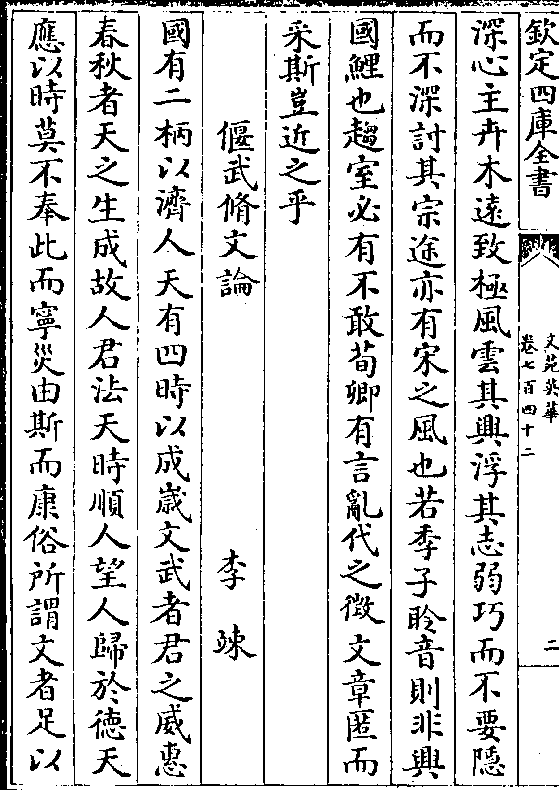 欽定四庫全書
文苑英華
卷七百四十二
二
深心主卉木遠致極風雲其興浮其志弱巧而不要隱
而不深討其宗途亦有宋之風也若季子聆音則非興
國鯉也趨室必有不敢荀卿有言亂代之徵文章匿而
采斯豈近之乎
偃武脩文論
李竦
國有二柄以濟人天有四時以成嵗文武者君之威惠
春秋者天之生成故人君法天時順人望人歸於德天
應以時莫不奉此而寧災由斯而康俗所謂文者足以